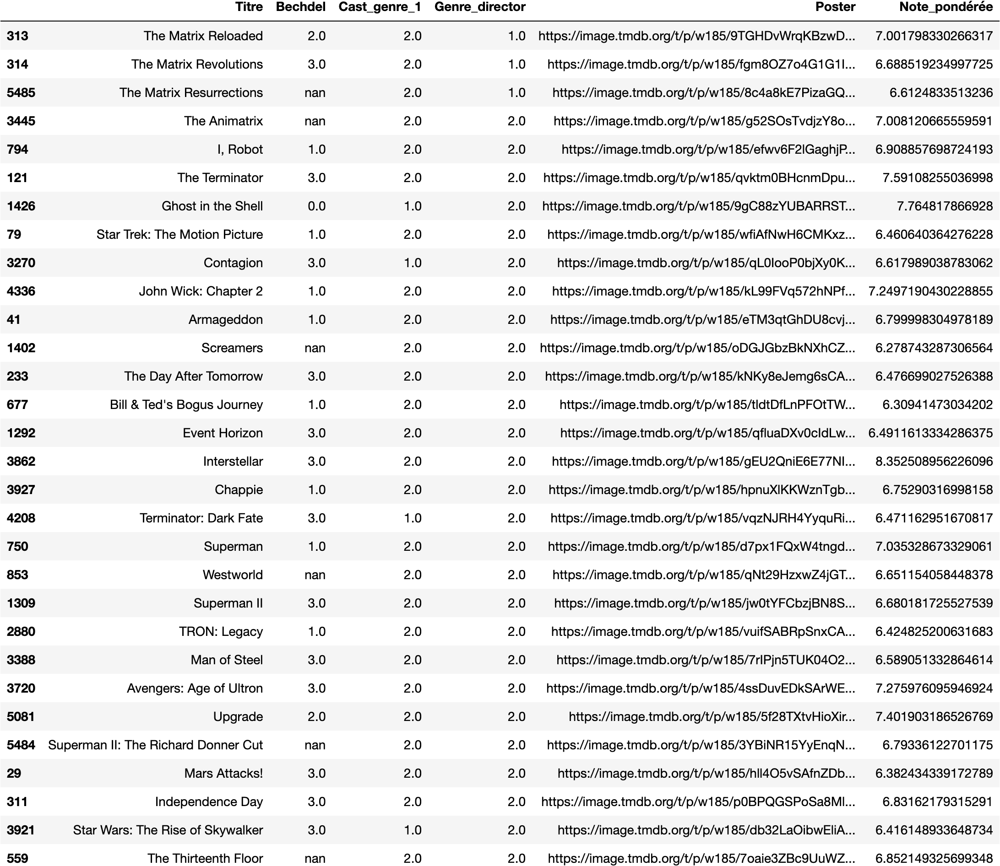 Titre Bechdel Cast_genre_1 Genre_director Poster Note_pondérée
313 The Matrix Reloaded 2.0 2.0 1.0 https://image.tmdb.org/t/p/w185/9TGHDvWrqKBzwD... 7.001798330266317
314 The Matrix Revolutions 3.0 2.0 1.0 https://image.tmdb.org/t/p/w185/fgm8OZ7o4G1G1I... 6.688519234997725
5485 The Matrix Resurrections nan 2.0 1.0 https://image.tmdb.org/t/p/w185/8c4a8kE7PizaGQ... 6.6124833513236
3445 The Animatrix nan 2.0 2.0 https://image.tmdb.org/t/p/w185/g52SOsTvdjzY8o... 7.008120665559591
794 I, Robot 1.0 2.0 2.0 https://image.tmdb.org/t/p/w185/efwv6F2lGaghjP... 6.908857698724193
121 The Terminator 3.0 2.0 2.0 https://image.tmdb.org/t/p/w185/qvktm0BHcnmDpu... 7.59108255036998
1426 Ghost in the Shell 0.0 1.0 2.0 https://image.tmdb.org/t/p/w185/9gC88zYUBARRST... 7.764817866928
79 Star Trek: The Motion Picture 1.0 2.0 2.0 https://image.tmdb.org/t/p/w185/wfiAfNwH6CMKxz... 6.460640364276228
3270 Contagion 3.0 1.0 2.0 https://image.tmdb.org/t/p/w185/qL0IooP0bjXy0K... 6.617989038783062
4336 John Wick: Chapter 2 1.0 2.0 2.0 https://image.tmdb.org/t/p/w185/kL99FVq572hNPf... 7.2497190430228855
41 Armageddon 1.0 2.0 2.0 https://image.tmdb.org/t/p/w185/eTM3qtGhDU8cvj... 6.799998304978189
1402 Screamers nan 2.0 2.0 https://image.tmdb.org/t/p/w185/oDGJGbzBkNXhCZ... 6.278743287306564
233 The Day After Tomorrow 3.0 2.0 2.0 https://image.tmdb.org/t/p/w185/kNKy8eJemg6sCA... 6.476699027526388
677 Bill & Ted's Bogus Journey 1.0 2.0 2.0 https://image.tmdb.org/t/p/w185/tldtDfLnPFOtTW... 6.30941473034202
1292 Event Horizon 3.0 2.0 2.0 https://image.tmdb.org/t/p/w185/qfluaDXv0cIdLw... 6.4911613334286375
3862 Interstellar 3.0 2.0 2.0 https://image.tmdb.org/t/p/w185/gEU2QniE6E77NI... 8.352508956226096
3927 Chappie 1.0 2.0 2.0 https://image.tmdb.org/t/p/w185/hpnuXlKKWznTgb... 6.75290316998158
4208 Terminator: Dark Fate 3.0 1.0 2.0 https://image.tmdb.org/t/p/w185/vqzNJRH4YyquRi... 6.471162951670817
750 Superman 1.0 2.0 2.0 https://image.tmdb.org/t/p/w185/d7px1FQxW4tngd... 7.035328673329061
853 Westworld nan 2.0 2.0 https://image.tmdb.org/t/p/w185/qNt29HzxwZ4jGT... 6.651154058448378
1309 Superman II 3.0 2.0 2.0 https://image.tmdb.org/t/p/w185/jw0tYFCbzjBN8S... 6.680181725527539
2880 TRON: Legacy 1.0 2.0 2.0 https://image.tmdb.org/t/p/w185/vuifSABRpSnxCA... 6.424825200631683
3388 Man of Steel 3.0 2.0 2.0 https://image.tmdb.org/t/p/w185/7rIPjn5TUK04O2... 6.589051332864614
3720 Avengers: Age of Ultron 3.0 2.0 2.0 https://image.tmdb.org/t/p/w185/4ssDuvEDkSArWE... 7.275976095946924
5081 Upgrade 2.0 2.0 2.0 https://image.tmdb.org/t/p/w185/5f28TXtvHioXir... 7.401903186526769
5484 Superman II: The Richard Donner Cut nan 2.0 2.0 https://image.tmdb.org/t/p/w185/3YBiNR15YyEnqN... 6.79336122701175
29 Mars Attacks! 3.0 2.0 2.0 https://image.tmdb.org/t/p/w185/hll4O5vSAfnZDb... 6.382434339172789
311 Independence Day 3.0 2.0 2.0 https://image.tmdb.org/t/p/w185/p0BPQGSPoSa8Ml... 6.83162179315291
3921 Star Wars: The Rise of Skywalker 3.0 1.0 2.0 https://image.tmdb.org/t/p/w185/db32LaOibwEliA... 6.416148933648734
559 The Thirteenth Floor nan 2.0 2.0 https://image.tmdb.org/t/p/w185/7oaie3ZBc9UuWZ... 6.852149325699348